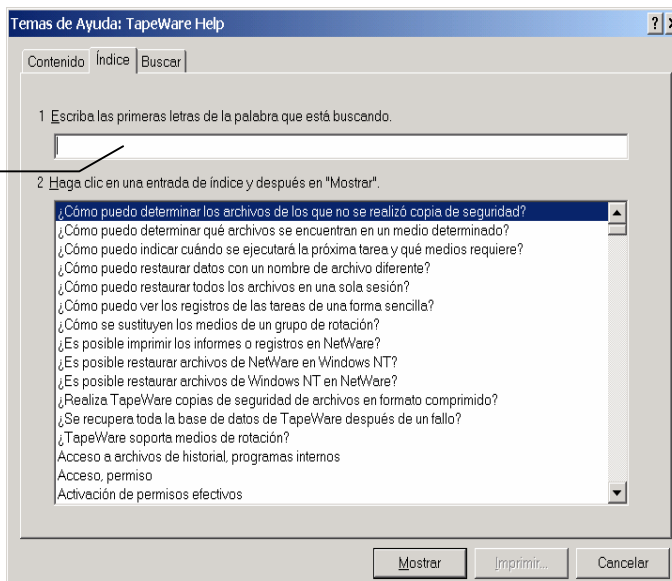 Temas de Ayuda: TapeWare Help
Contenido Índice Buscar
1 Escriba las primeras letras de la palabra que está buscando.
2 Haga clic en una entrada de índice y después en "Mostrar".
¿Cómo puedo determinar los archivos de los que no se realizó copia de seguridad?
¿Cómo puedo determinar qué archivos se encuentran en un medio determinado?
¿Cómo puedo indicar cuándo se ejecutará la próxima tarea y qué medios requiere?
¿Cómo puedo restaurar datos con un nombre de archivo diferente?
¿Cómo puedo restaurar todos los archivos en una sola sesión?
¿Cómo puedo ver los registros de las tareas de una forma sencilla?
¿Cómo se sustituyen los medios de un grupo de rotación?
¿Es posible imprimir los informes o registros en NetWare?
¿Es posible restaurar archivos de NetWare en Windows NT?
¿Es posible restaurar archivos de Windows NT en NetWare?
¿Realiza TapeWare copias de seguridad de archivos en formato comprimido?
¿Se recupera toda la base de datos de TapeWare después de un fallo?
¿TapeWare soporta medios de rotación?
Acceso a archivos de historial, programas internos
Acceso, permiso
Activación de permisos efectivos
Mostrar Imprimir... Cancelar